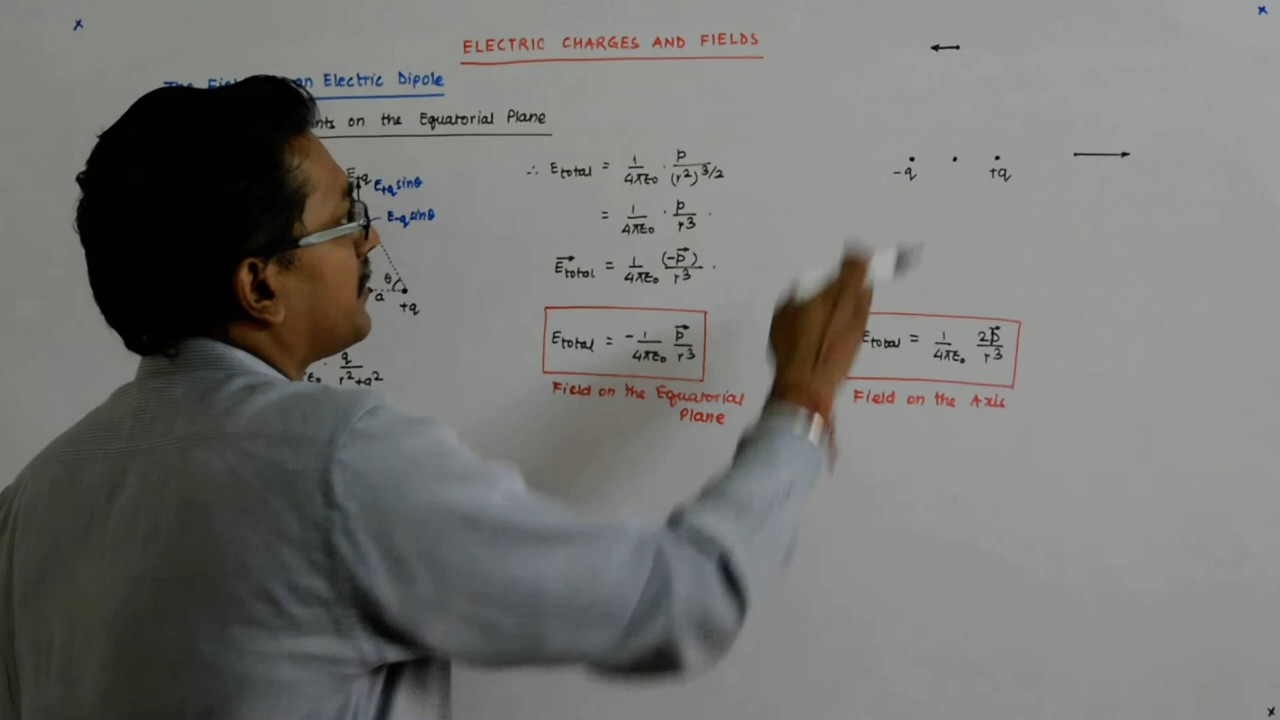 ELECTRIC CHARGES AND FIELDS
an Electric Dipole
on the Equatorial Plane
E+q
E+q sinθ
E-q sinθ
θ
a
+q
q
r²+a²
∴ Etotal = 1/4πε₀ · p/(r²)^3/2
= 1/4πε₀ · p/r³ .
E⃗total = 1/4πε₀ (-p⃗)/r³ .
Etotal = - 1/4πε₀ p⃗/r³
Field on the Equatorial
Plane
-q
+q
Etotal = 1/4πε₀ 2p⃗/r³
Field on the Axis